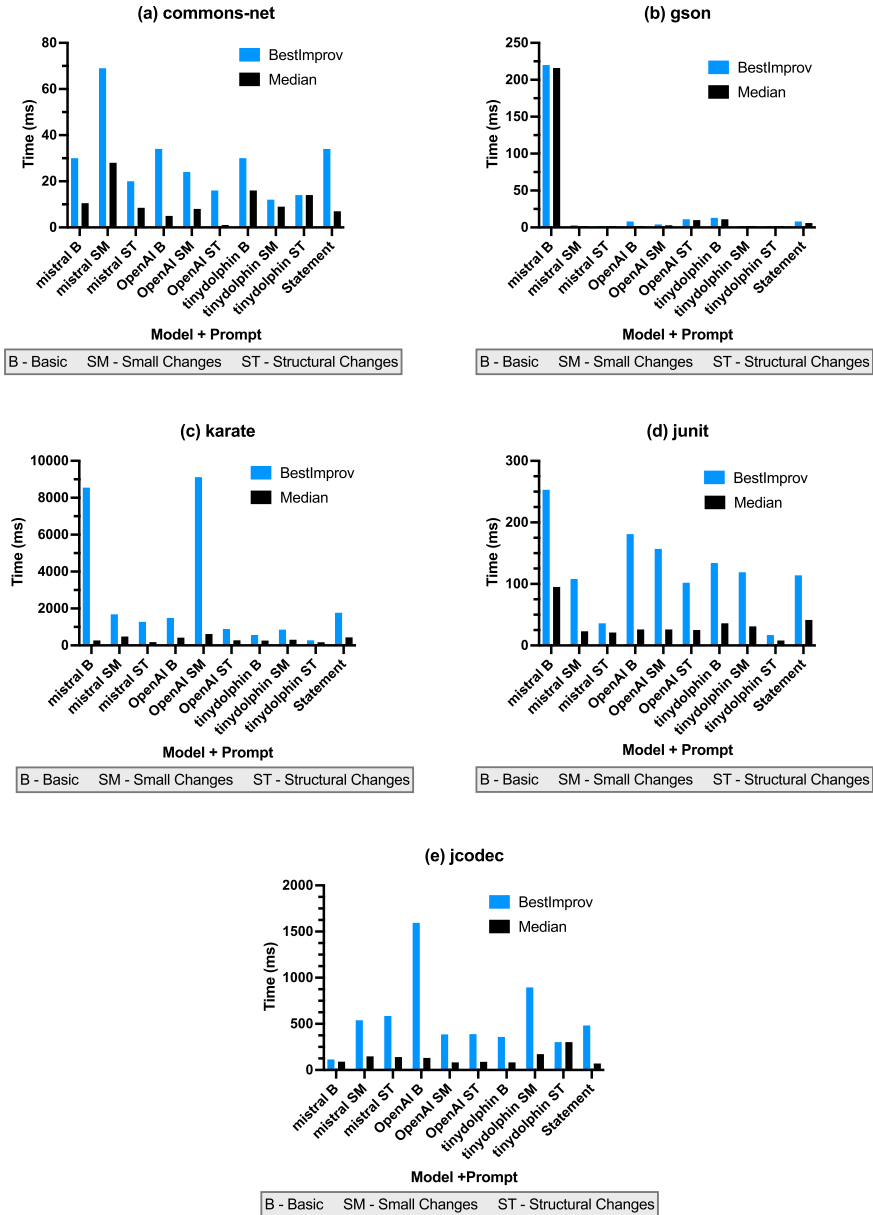 (a) commons-net
80
60
40
20
0
Time (ms)
BestImprov
Median
mistral B
mistral SM
mistral ST
OpenAI B
OpenAI SM
OpenAI ST
tinydolphin B
tinydolphin SM
tinydolphin ST
Statement
Model + Prompt
B - Basic SM - Small Changes ST - Structural Changes
(b) gson
250
200
150
100
50
0
Time (ms)
BestImprov
Median
mistral B
mistral SM
mistral ST
OpenAI B
OpenAI SM
OpenAI ST
tinydolphin B
tinydolphin SM
tinydolphin ST
Statement
Model + Prompt
B - Basic SM - Small Changes ST - Structural Changes
(c) karate
10000
8000
6000
4000
2000
0
Time (ms)
BestImprov
Median
mistral B
mistral SM
mistral ST
OpenAI B
OpenAI SM
OpenAI ST
tinydolphin B
tinydolphin SM
tinydolphin ST
Statement
Model + Prompt
B - Basic SM - Small Changes ST - Structural Changes
(d) junit
300
200
100
0
Time (ms)
BestImprov
Median
mistral B
mistral SM
mistral ST
OpenAI B
OpenAI SM
OpenAI ST
tinydolphin B
tinydolphin SM
tinydolphin ST
Statement
Model + Prompt
B - Basic SM - Small Changes ST - Structural Changes
(e) jcodec
2000
1500
1000
500
0
Time (ms)
BestImprov
Median
mistral B
mistral SM
mistral ST
OpenAI B
OpenAI SM
OpenAI ST
tinydolphin B
tinydolphin SM
tinydolphin ST
Statement
Model +Prompt
B - Basic SM - Small Changes ST - Structural Changes